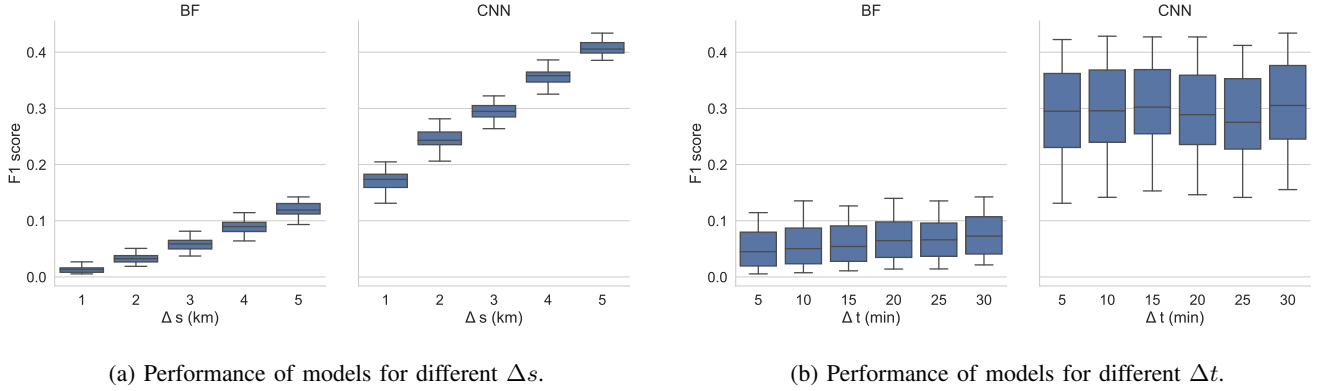 BF
CNN
F1 score
0.4
0.3
0.2
0.1
0.0
1 2 3 4 5
1 2 3 4 5
Δ s (km)
Δ s (km)
(a) Performance of models for different Δs.
BF
CNN
F1 score
0.4
0.3
0.2
0.1
0.0
5 10 15 20 25 30
5 10 15 20 25 30
Δ t (min)
Δ t (min)
(b) Performance of models for different Δt.